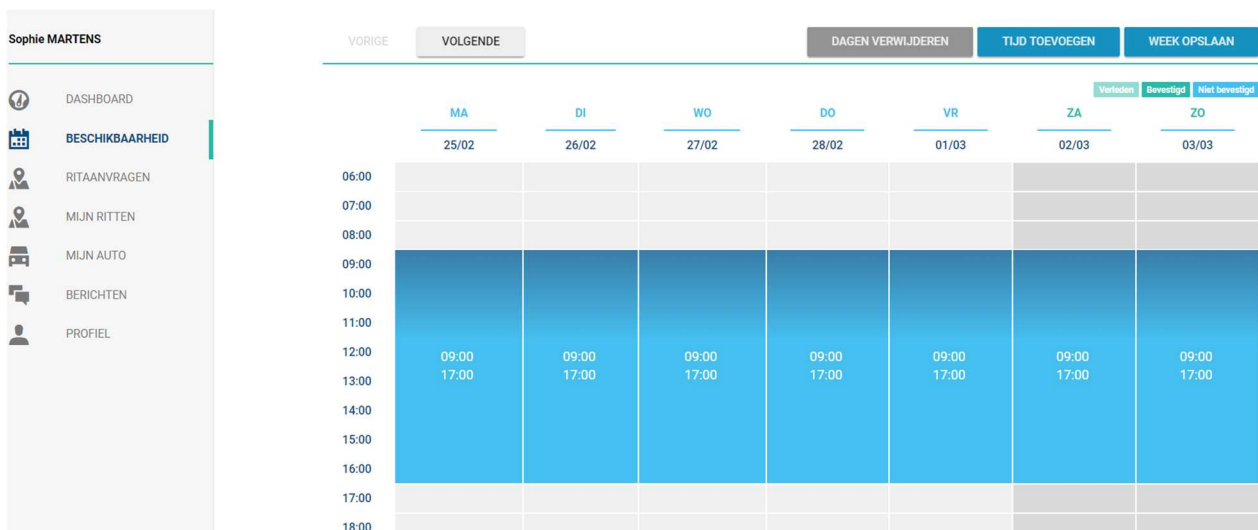 Sophie MARTENS
DASHBOARD
BESCHIKBAARHEID
RITAANVRAGEN
MIJN RITTEN
MIJN AUTO
BERICHTEN
PROFIEL
VORIGE VOLGENDE DAGEN VERWIJDEREN TIJD TOEVOEGEN WEEK OPSLAAN
Verleden Bevestigd Niet bevestigd
MA DI WO DO VR ZA ZO
25/02 26/02 27/02 28/02 01/03 02/03 03/03
06:00
07:00
08:00
09:00
10:00
11:00
12:00
09:00 09:00 09:00 09:00 09:00 09:00 09:00
17:00 17:00 17:00 17:00 17:00 17:00 17:00
13:00
14:00
15:00
16:00
17:00
18:00